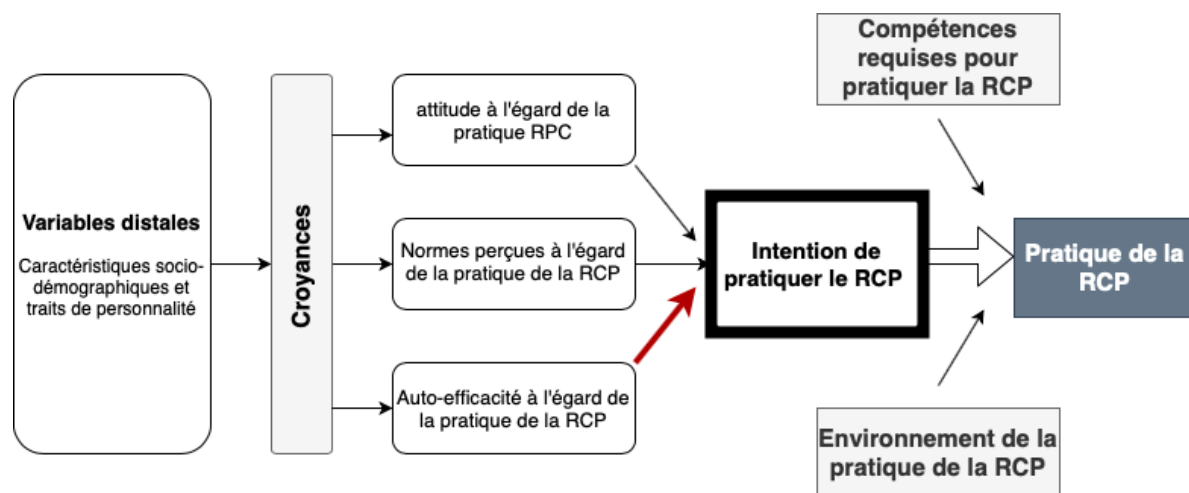 Variables distales
Caractéristiques socio-
démographiques et
traits de personnalité
Croyances
attitude à l'égard de la
pratique RPC
Normes perçues à l'égard
de la pratique de la RCP
Auto-efficacité à l'égard de
la pratique de la RCP
Intention de
pratiquer le RCP
Compétences
requises pour
pratiquer la RCP
Environnement de la
pratique de la RCP
Pratique de la
RCP